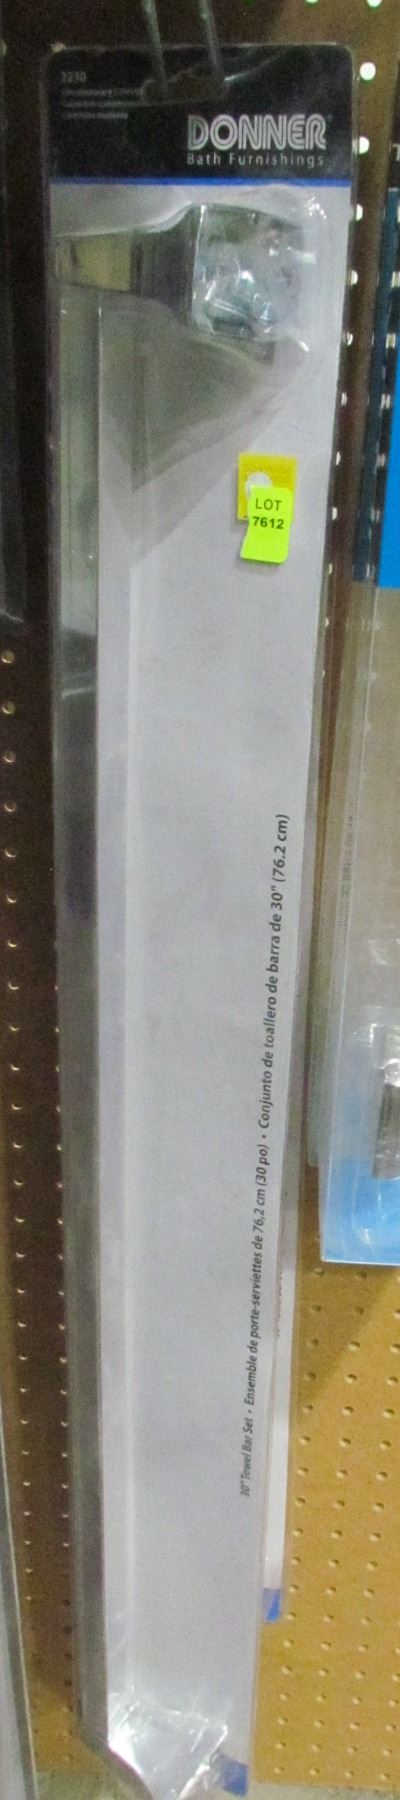 2230
DONNER
Bath Furnishings
LOT
7612
30" Towel Bar Set • Ensemble de porte-serviettes de 76,2 cm (30 po) • Conjunto de toallero de barra de 30" (76.2 cm)